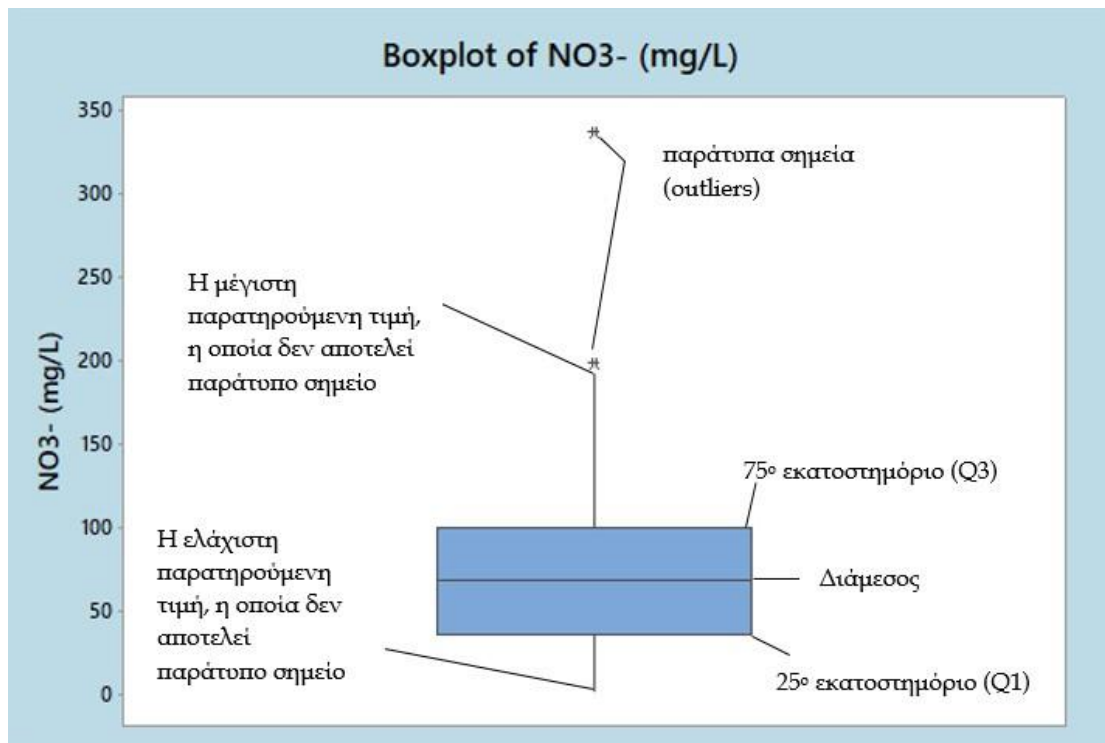 Boxplot of NO3- (mg/L)
350
300
250
200
150
100
50
0
NO3- (mg/L)
παράτυπα σημεία
(outliers)
Η μέγιστη
παρατηρούμενη τιμή,
η οποία δεν αποτελεί
παράτυπο σημείο
75ο εκατοστημόριο (Q3)
Η ελάχιστη
παρατηρούμενη
τιμή, η οποία δεν
αποτελεί
παράτυπο σημείο
Διάμεσος
25ο εκατοστημόριο (Q1)